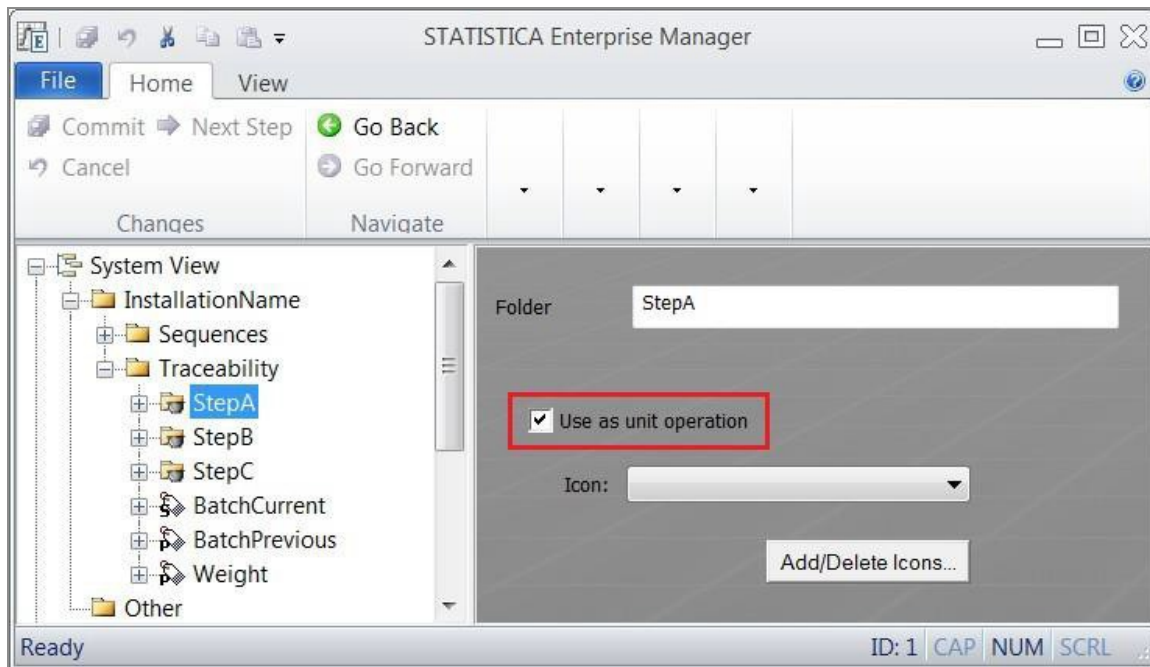 STATISTICA Enterprise Manager
File Home View
Commit Next Step Go Back
Cancel Go Forward
Changes Navigate
System View
InstallationName
Sequences
Traceability
StepA
StepB
StepC
BatchCurrent
BatchPrevious
Weight
Other
Folder StepA
Use as unit operation
Icon:
Add/Delete Icons...
Ready ID: 1 CAP NUM SCRL